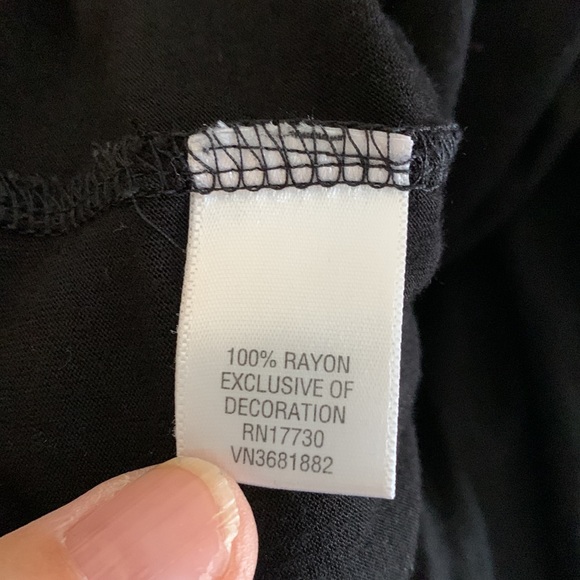 100% RAYON
EXCLUSIVE OF
DECORATION
RN17730
VN3681882